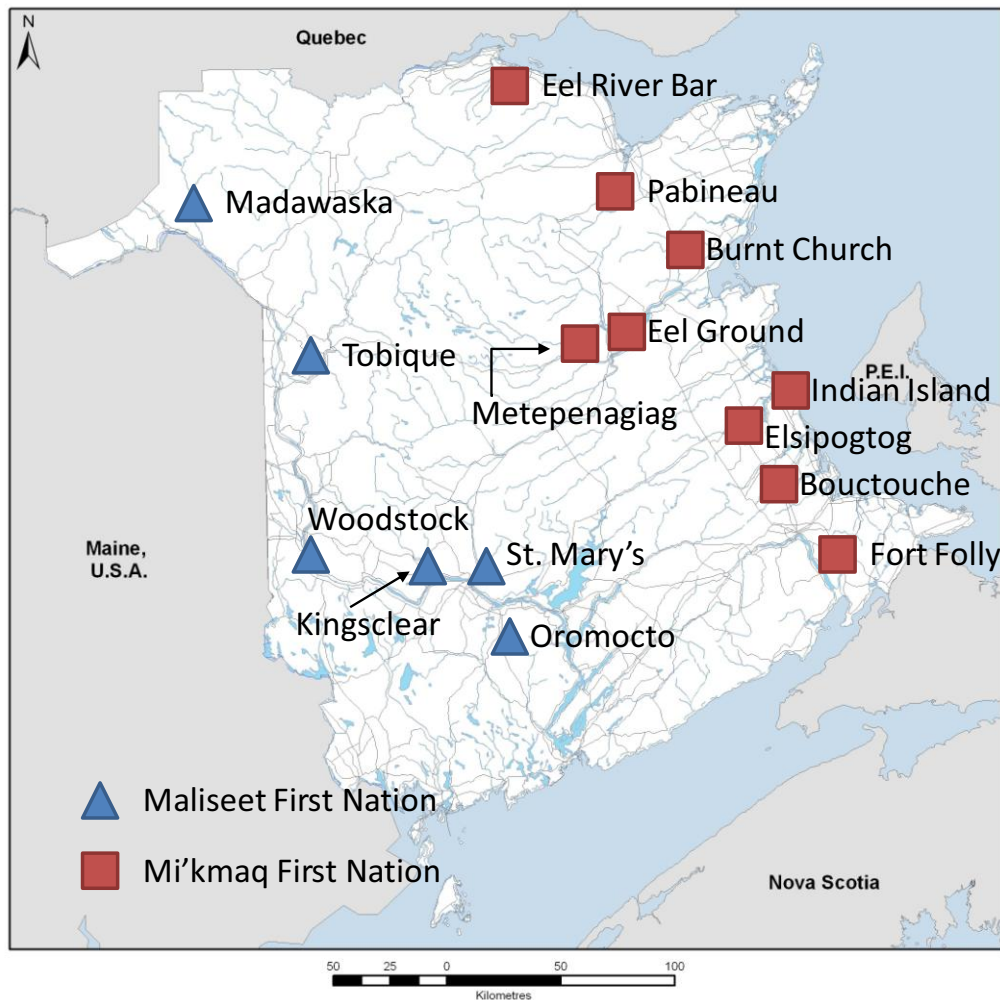 N
Quebec
Eel River Bar
Pabineau
Madawaska
Burnt Church
Eel Ground
Tobique
P.E.I.
Indian Island
Metepenagiag
Elsipogtog
Bouctouche
Woodstock
Maine,
U.S.A.
St. Mary’s
Fort Folly
Kingsclear
Oromocto
Maliseet First Nation
Mi’kmaq First Nation
Nova Scotia
50 25 0 50 100
Kilometres